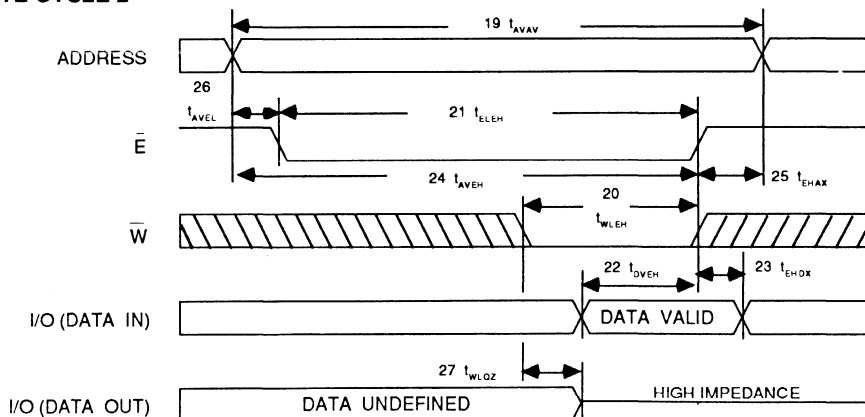 19 tAVAV
ADDRESS
26
tAVEL
21 tELEH
E
24 tAVEH
25 tEHAX
20
tWLEH
W
22 tDVEH
23 tEHDX
I/O (DATA IN)
DATA VALID
27 tWLQZ
HIGH IMPEDANCE
I/O (DATA OUT)
DATA UNDEFINED